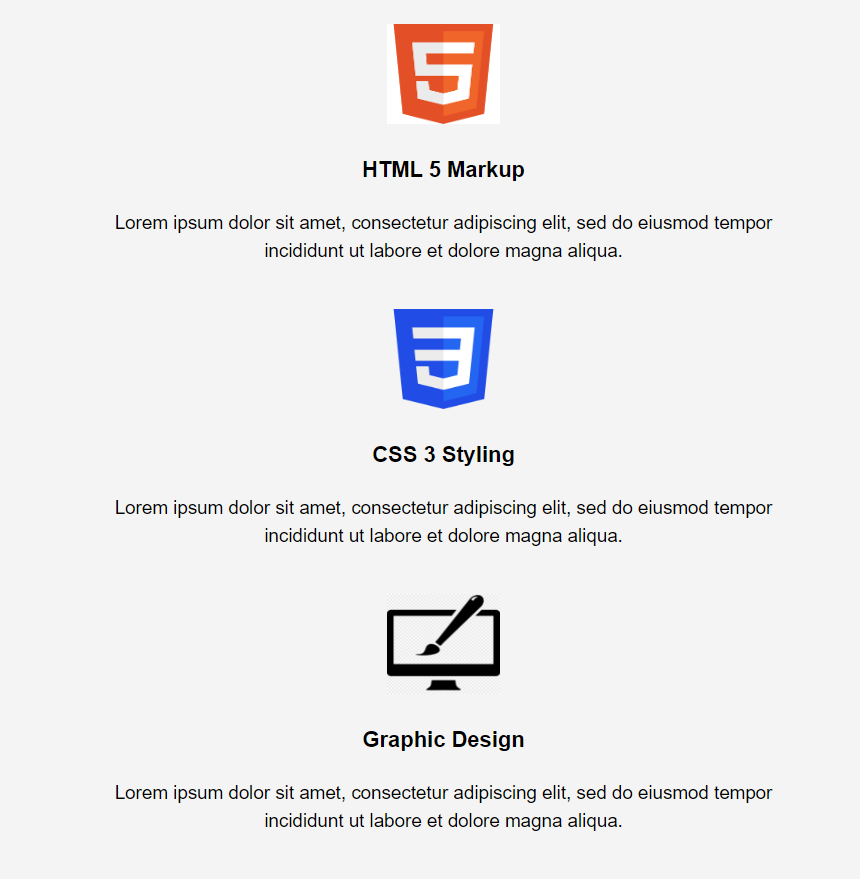 5
HTML 5 Markup
Lorem ipsum dolor sit amet, consectetur adipiscing elit, sed do eiusmod tempor
incididunt ut labore et dolore magna aliqua.
3
CSS 3 Styling
Lorem ipsum dolor sit amet, consectetur adipiscing elit, sed do eiusmod tempor
incididunt ut labore et dolore magna aliqua.
Graphic Design
Lorem ipsum dolor sit amet, consectetur adipiscing elit, sed do eiusmod tempor
incididunt ut labore et dolore magna aliqua.